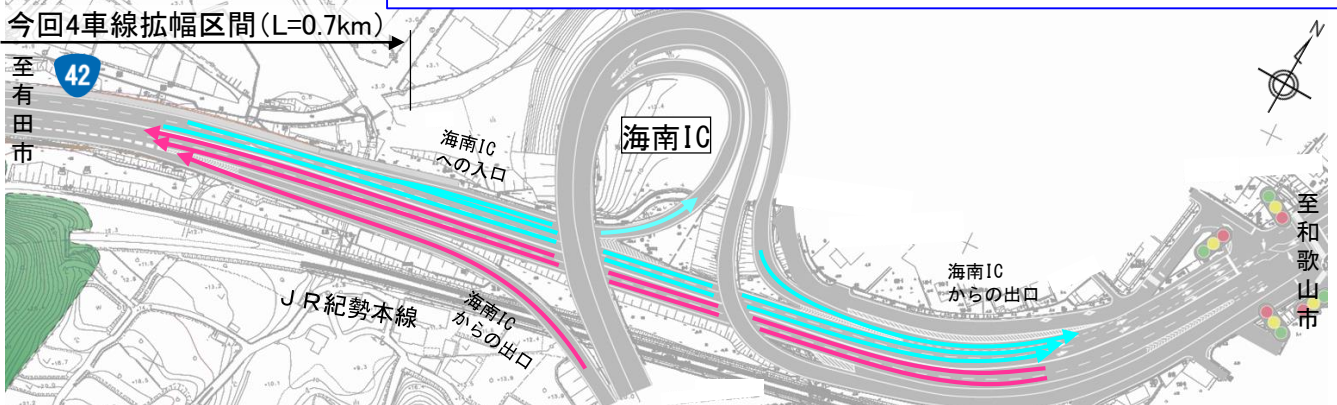 今回4車線拡幅区間(L=0.7km)
至有田市
42
海南IC
への入口
海南IC
N
至和歌山市
海南IC
からの出口
JR紀勢本線
海南IC
からの出口